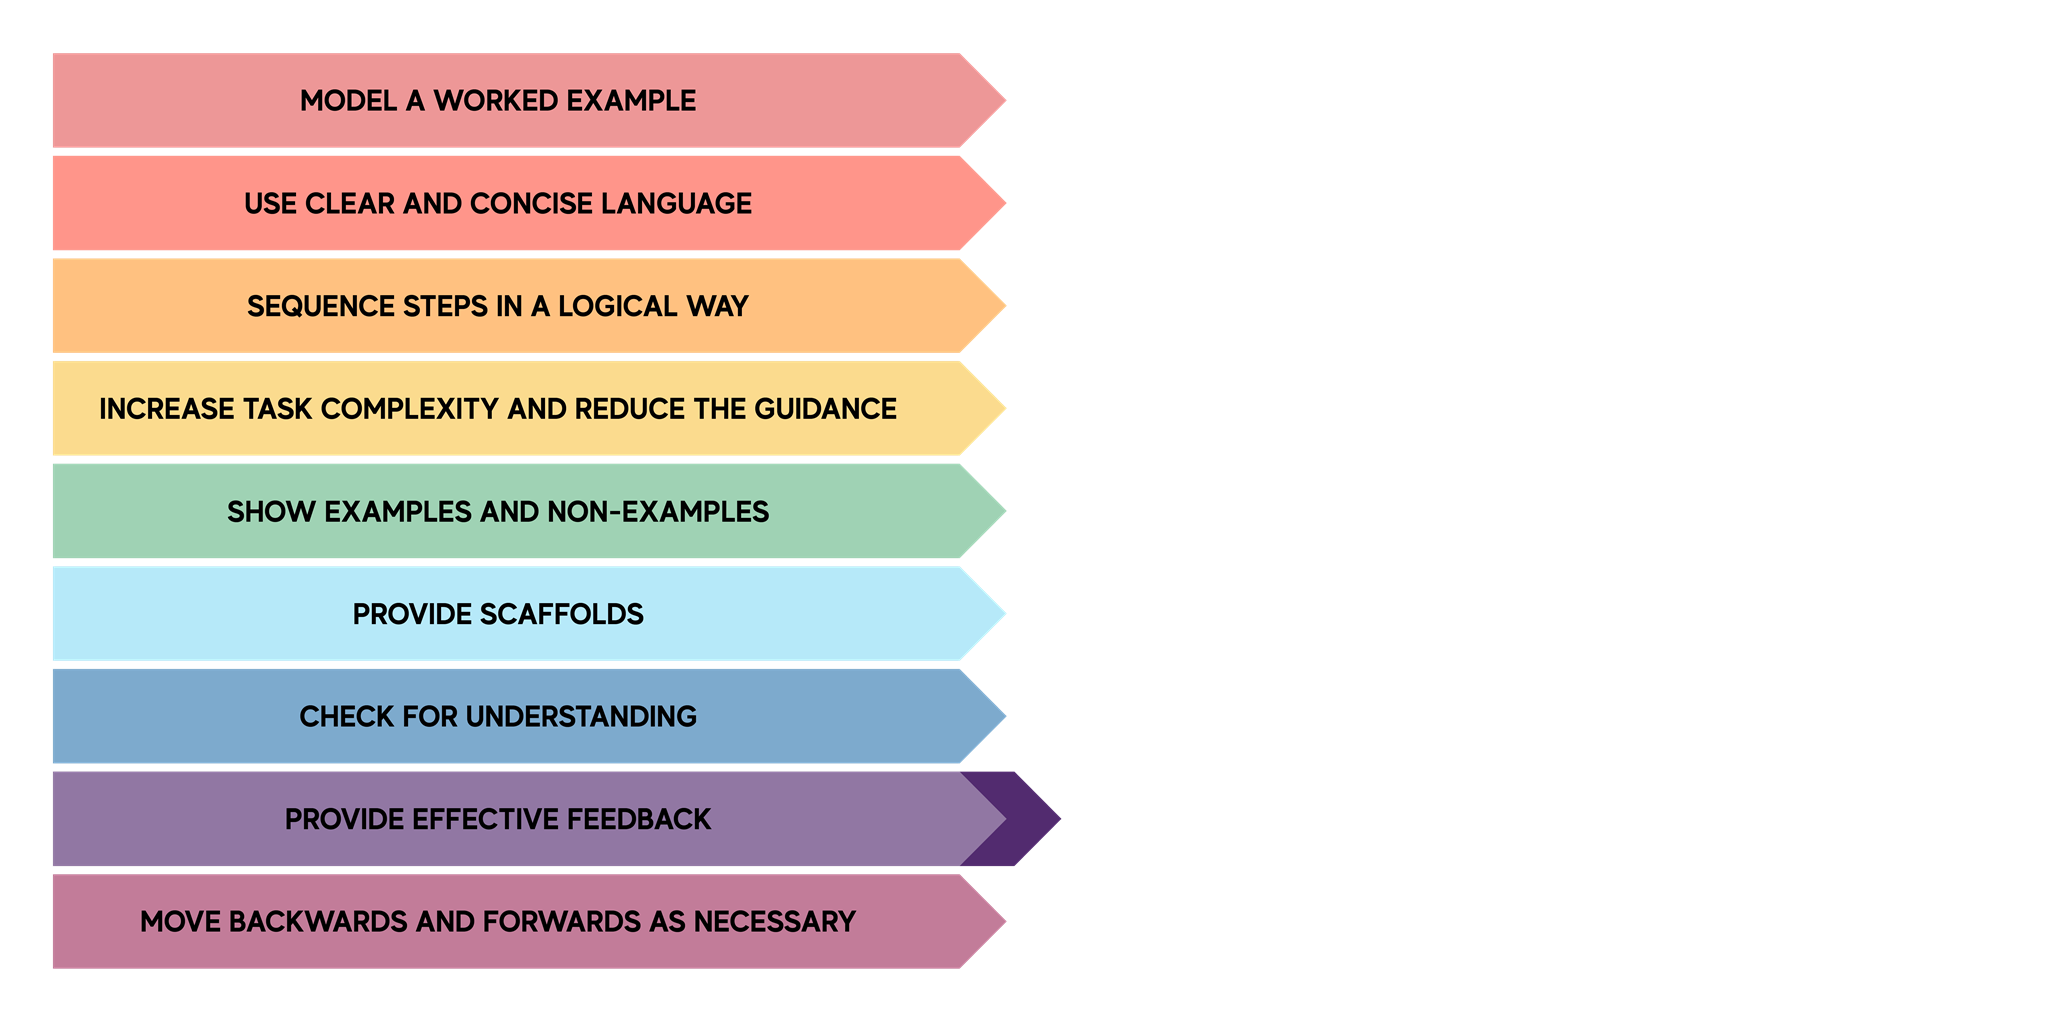 MODEL A WORKED EXAMPLE
USE CLEAR AND CONCISE LANGUAGE
SEQUENCE STEPS IN A LOGICAL WAY
INCREASE TASK COMPLEXITY AND REDUCE THE GUIDANCE
SHOW EXAMPLES AND NON-EXAMPLES
PROVIDE SCAFFOLDS
CHECK FOR UNDERSTANDING
PROVIDE EFFECTIVE FEEDBACK
MOVE BACKWARDS AND FORWARDS AS NECESSARY